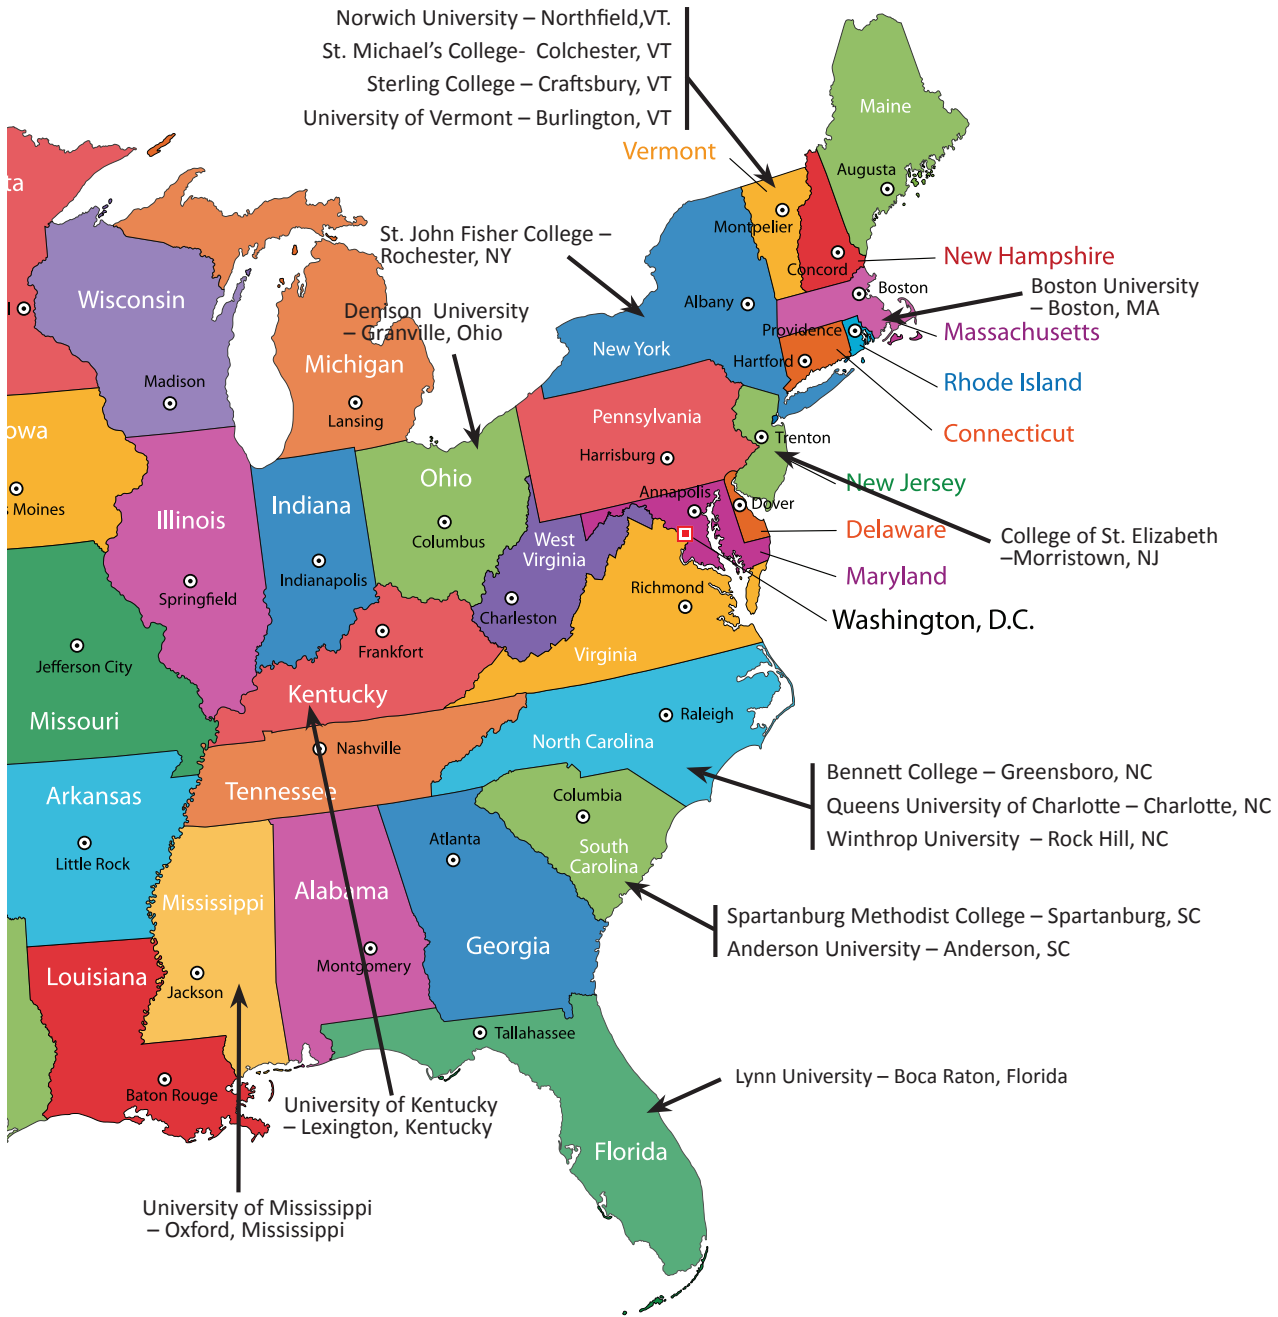 Norwich University – Northfield,VT.
St. Michael's College-  Colchester, VT
Sterling College – Craftsbury, VT
University of Vermont – Burlington, VT
Maine
Vermont
ta
Augusta
Montpelier
St. John Fisher College –
Rochester, NY
Concord
New Hampshire
Wisconsin
Boston
Boston University
– Boston, MA
Albany
Denison  University
– Granville, Ohio
Providence
Massachusetts
New York
Hartford
Michigan
Madison
Rhode Island
Lansing
Pennsylvania
owa
Connecticut
Trenton
Harrisburg
Ohio
New Jersey
Annapolis
Indiana
Dover
s Moines
Illinois
Delaware
College of St. Elizabeth
–Morristown, NJ
Columbus
West
Virginia
Indianapolis
Maryland
Richmond
Springfield
Charleston
Washington, D.C.
Frankfort
Virginia
Jefferson City
Kentucky
Missouri
Raleigh
North Carolina
Nashville
Bennett College – Greensboro, NC
Queens University of Charlotte – Charlotte, NC
Winthrop University  – Rock Hill, NC
Tennessee
Arkansas
Columbia
Atlanta
South
Carolina
Little Rock
Alabama
Mississippi
Spartanburg Methodist College – Spartanburg, SC
Anderson University – Anderson, SC
Georgia
Montgomery
Louisiana
Jackson
Tallahassee
Lynn University – Boca Raton, Florida
Baton Rouge
University of Kentucky
– Lexington, Kentucky
Florida
University of Mississippi
– Oxford, Mississippi